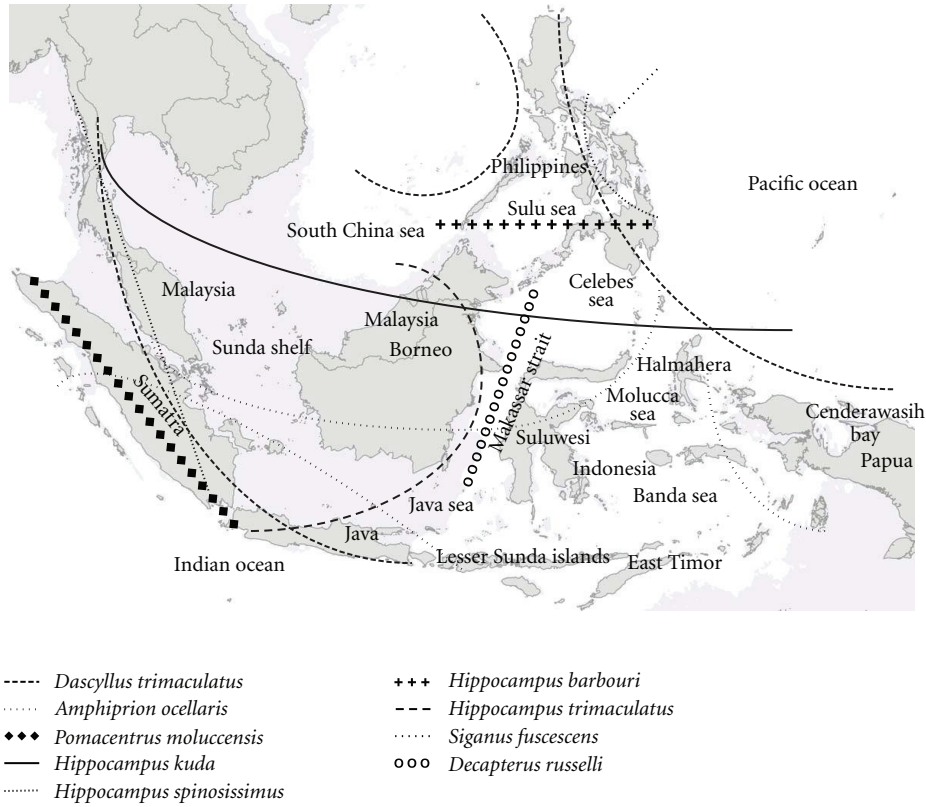 Philippines
Pacific ocean
Sulu sea
South China sea
Celebes
sea
Malaysia
Malaysia
Borneo
Sunda shelf
Makassar strait
Halmahera
Molucca
sea
Sumatra
Cenderawasih
bay
Papua
Suluwesi
Indonesia
Banda sea
Java sea
Java
Indian ocean
Lesser Sunda islands
East Timor
Dascyllus trimaculatus
Amphiprion ocellaris
Pomacentrus moluccensis
Hippocampus kuda
Hippocampus spinosissimus
Hippocampus barbouri
Hippocampus trimaculatus
Siganus fuscescens
Decapterus russelli